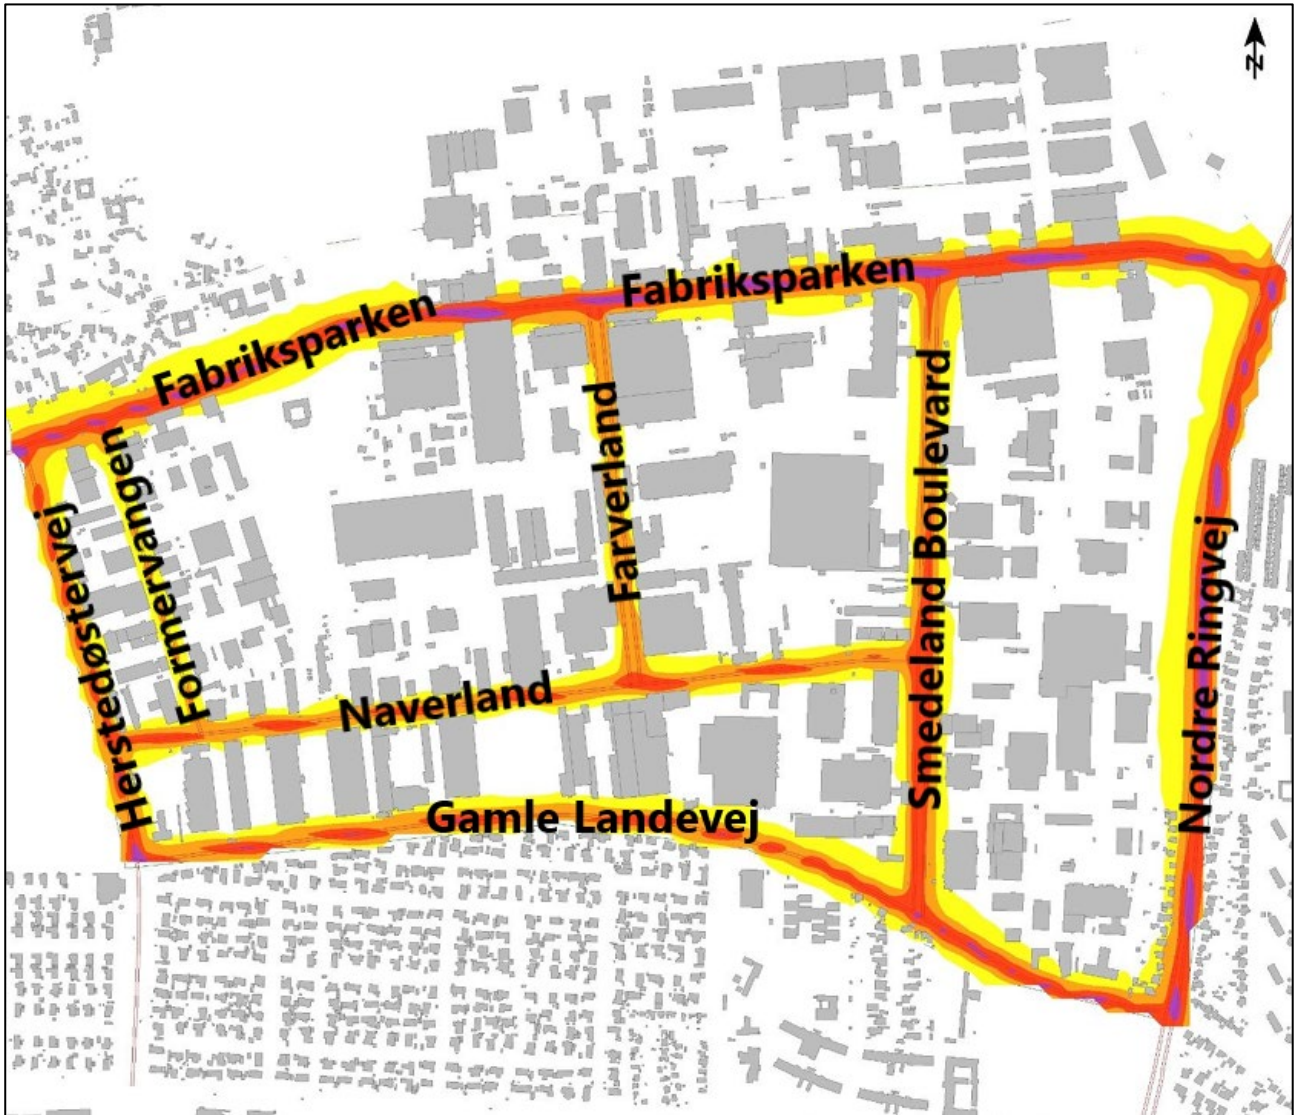 N
Fabriksparken
Fabriksparken
Herstedøstervej
Formervangen
Farverland
Smedeland Boulevard
Nordre Ringvej
Naverland
Gamle Landevej